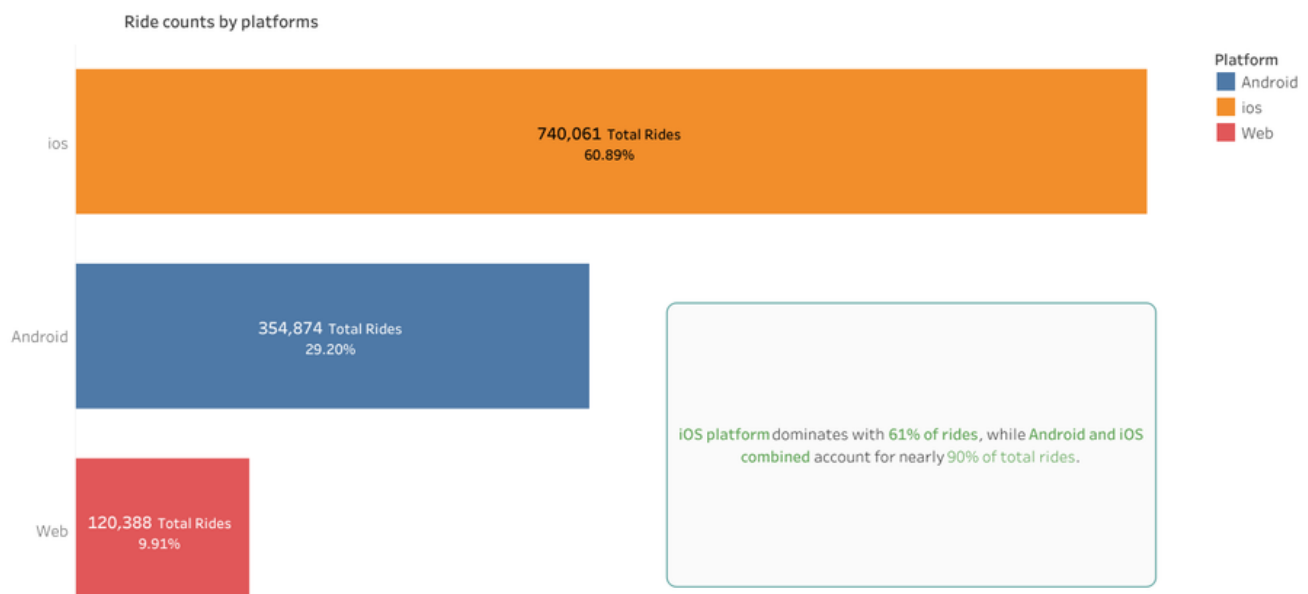 Ride counts by platforms
Platform
Android
ios
Web
ios
740,061 Total Rides
60.89%
Android
354,874 Total Rides
29.20%
iOS platform dominates with 61% of rides, while Android and iOS
combined account for nearly 90% of total rides.
Web
120,388 Total Rides
9.91%